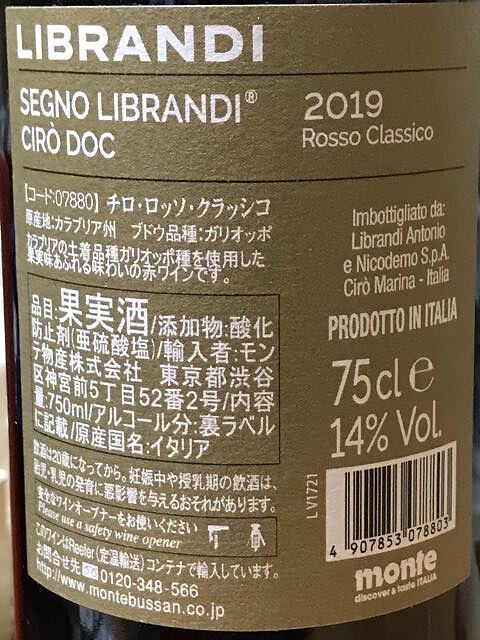 LIBRANDI
SEGNO LIBRANDI®
CIRÒ DOC
2019
Rosso Classico
【コード:07880】チロ・ロッソ・クラッシコ
原産地:カラブリア州 ブドウ品種:ガリオッポ
カラブリアの土着品種ガリオッポ種を使用した
果実味あふれる味わいの赤ワインです。
品目:果実酒/添加物:酸化
防止剤(亜硫酸塩)/輸入者:モン
テ物産株式会社 東京都渋谷
区神宮前5丁目52番2号/内容
量:750ml/アルコール分:裏ラベル
に記載/原産国名:イタリア
飲酒は20歳になってから。妊娠中や授乳期の飲酒は、
胎児・乳児の発育に悪影響を与えるおそれがあります。
安全なワインオープナーをお使いください
Please use a safety wine opener
このワインはReefer(定温輸送)コンテナで輸入しています。
お問合せ先 0120-348-566
http://www.montebussan.co.jp
Imbottigliato da:
Librandi Antonio
e Nicodemo S.p.A.
Cirò Marina - Italia
PRODOTTO IN ITALIA
75cl e
14% Vol.
LV1721
4 907853 078803
monte
discover & taste ITALIA